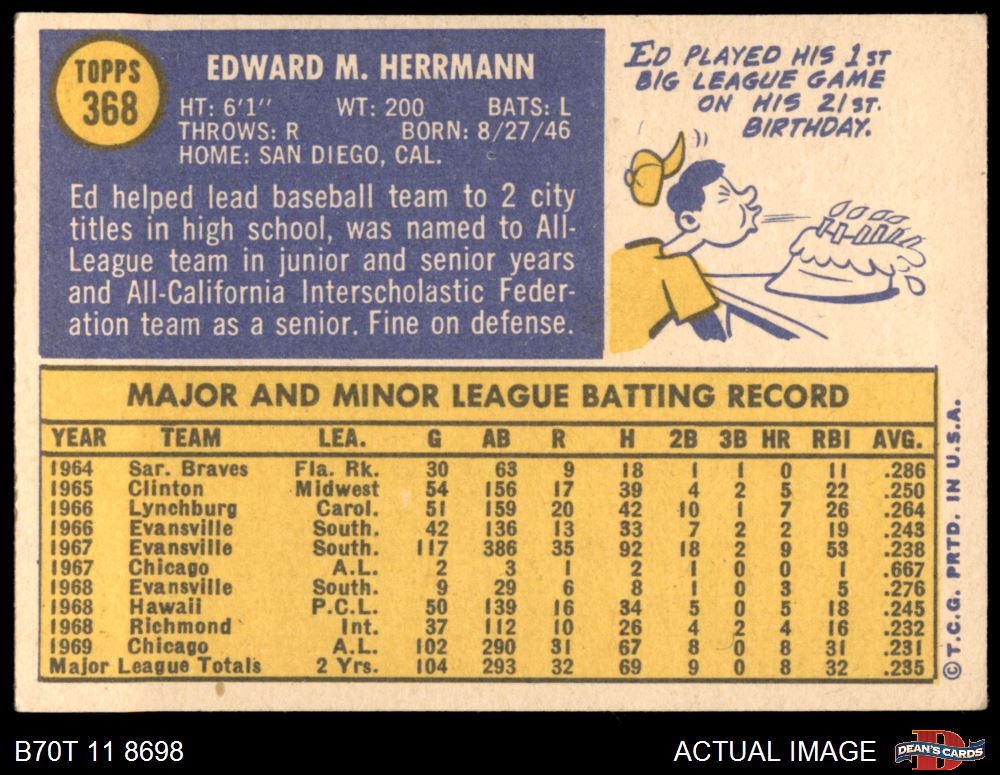 TOPPS
368
EDWARD M. HERRMANN
HT: 6'1" WT: 200 BATS: L
THROWS: R BORN: 8/27/46
HOME: SAN DIEGO, CAL.
Ed helped lead baseball team to 2 city
titles in high school, was named to All-
League team in junior and senior years
and All-California Interscholastic Feder-
ation team as a senior. Fine on defense.
ED PLAYED HIS 1ST
BIG LEAGUE GAME
ON HIS 21ST.
BIRTHDAY.
MAJOR AND MINOR LEAGUE BATTING RECORD
YEAR TEAM LEA. G AB R H 2B 3B HR RBI AVG.
1964 Sar. Braves Fla. Rk. 30 63 9 18 1 1 0 11 .286
1965 Clinton Midwest 54 156 17 39 4 2 5 22 .250
1966 Lynchburg Carol. 51 159 20 42 10 1 7 26 .264
1966 Evansville South. 42 136 13 33 7 2 2 19 .243
1967 Evansville South. 117 386 35 92 18 2 9 53 .238
1967 Chicago A.L. 2 3 1 2 1 0 0 1 .667
1968 Evansville South. 9 29 6 8 1 0 3 5 .276
1968 Hawaii P.C.L. 50 139 16 34 5 0 5 18 .245
1968 Richmond Int. 37 112 10 26 4 2 4 16 .232
1969 Chicago A.L. 102 290 31 67 8 0 8 31 .231
Major League Totals 2 Yrs. 104 293 32 69 9 0 8 32 .235
©T.C.G. PRTD. IN U.S.A.
B70T 11 8698
ACTUAL IMAGE
DEAN'S CARDS